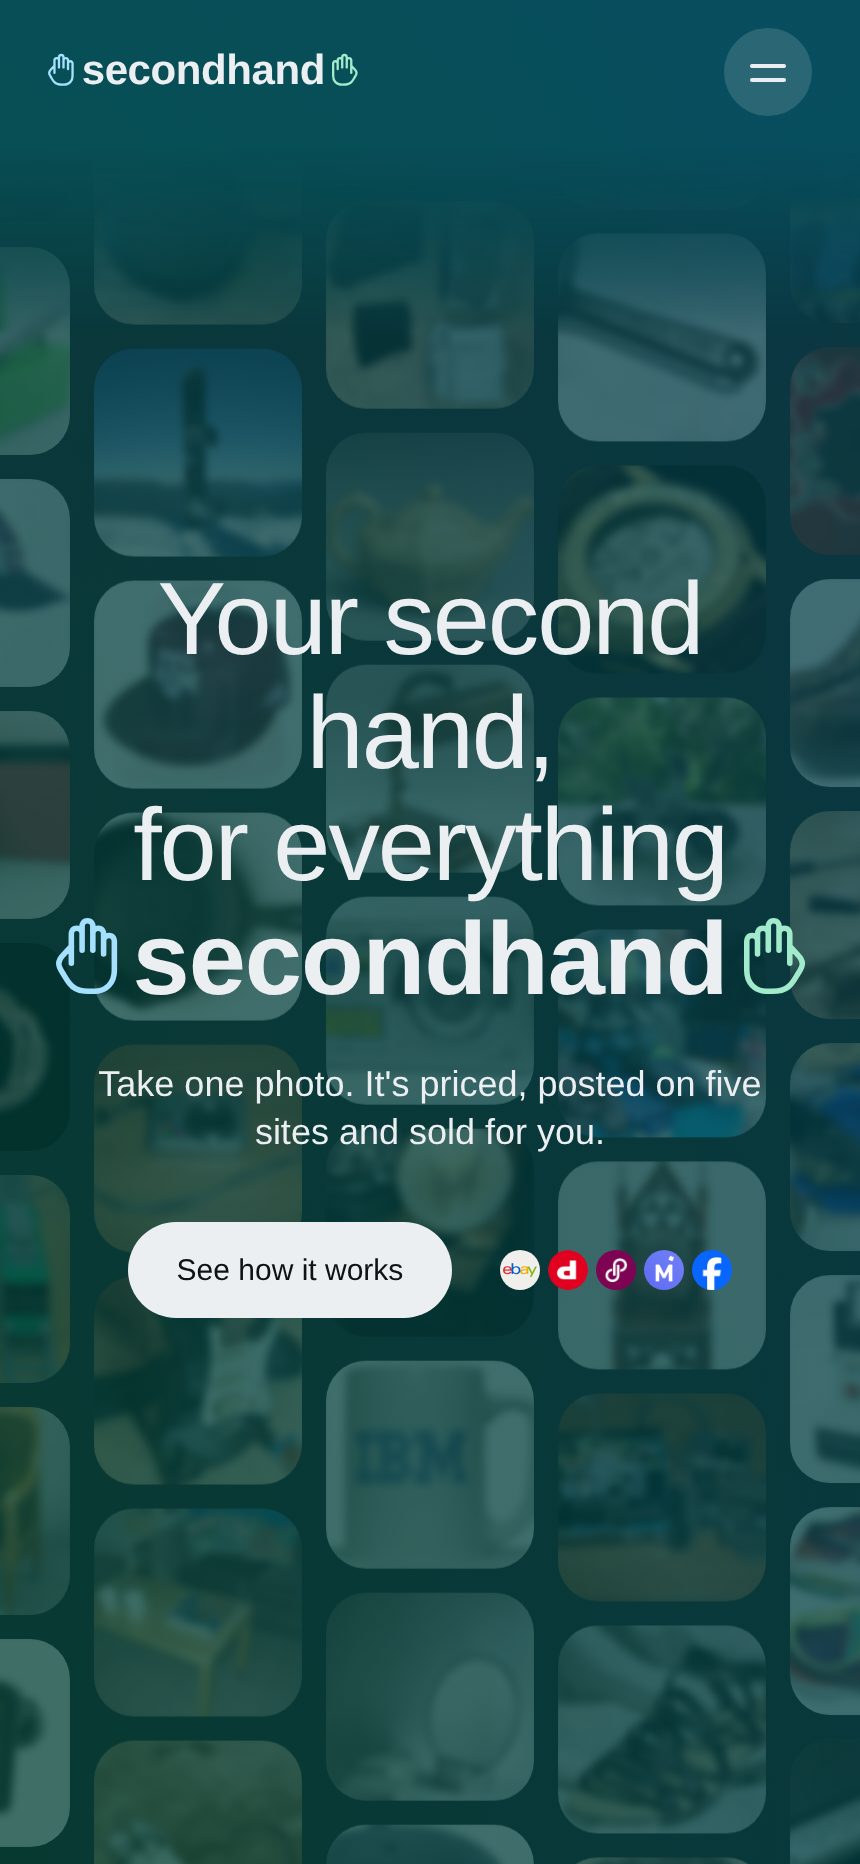 secondhand
Your second
hand,
for everything
secondhand
Take one photo. It's priced, posted on five
sites and sold for you.
See how it works
ebay
IBM